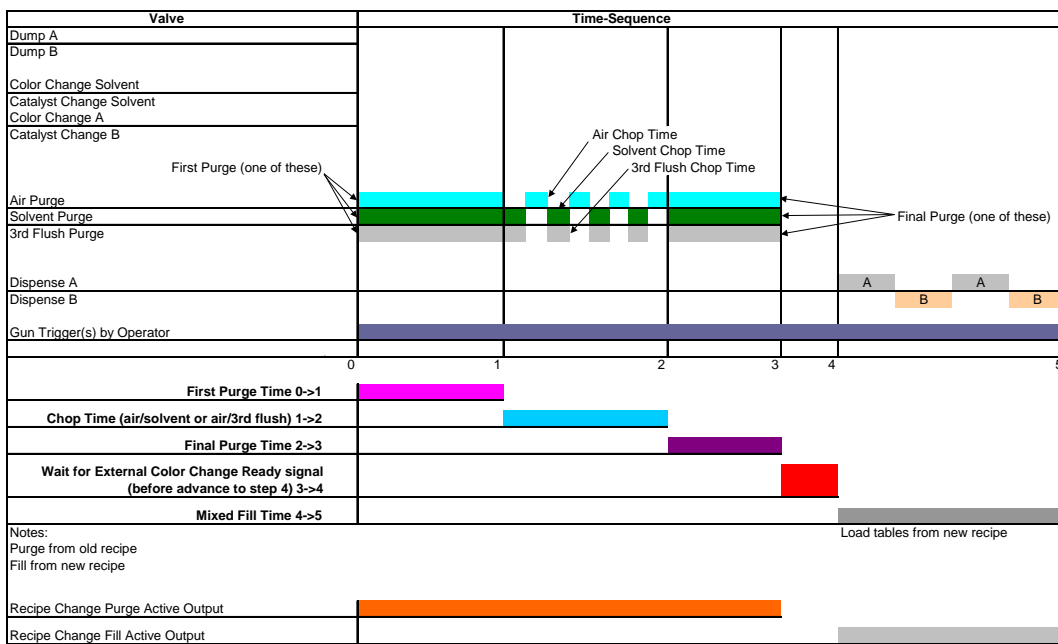 Valve
Time-Sequence
Dump A
Dump B
Color Change Solvent
Catalyst Change Solvent
Color Change A
Catalyst Change B
Air Chop Time
Solvent Chop Time
First Purge (one of these)
3rd Flush Chop Time
Air Purge
Solvent Purge
Final Purge (one of these)
3rd Flush Purge
Dispense A
A
A
Dispense B
B
B
Gun Trigger(s) by Operator
0
1
2
3
4
5
First Purge Time 0->1
Chop Time (air/solvent or air/3rd flush) 1->2
Final Purge Time 2->3
Wait for External Color Change Ready signal
(before advance to step 4) 3->4
Mixed Fill Time 4->5
Notes:
Load tables from new recipe
Purge from old recipe
Fill from new recipe
Recipe Change Purge Active Output
Recipe Change Fill Active Output